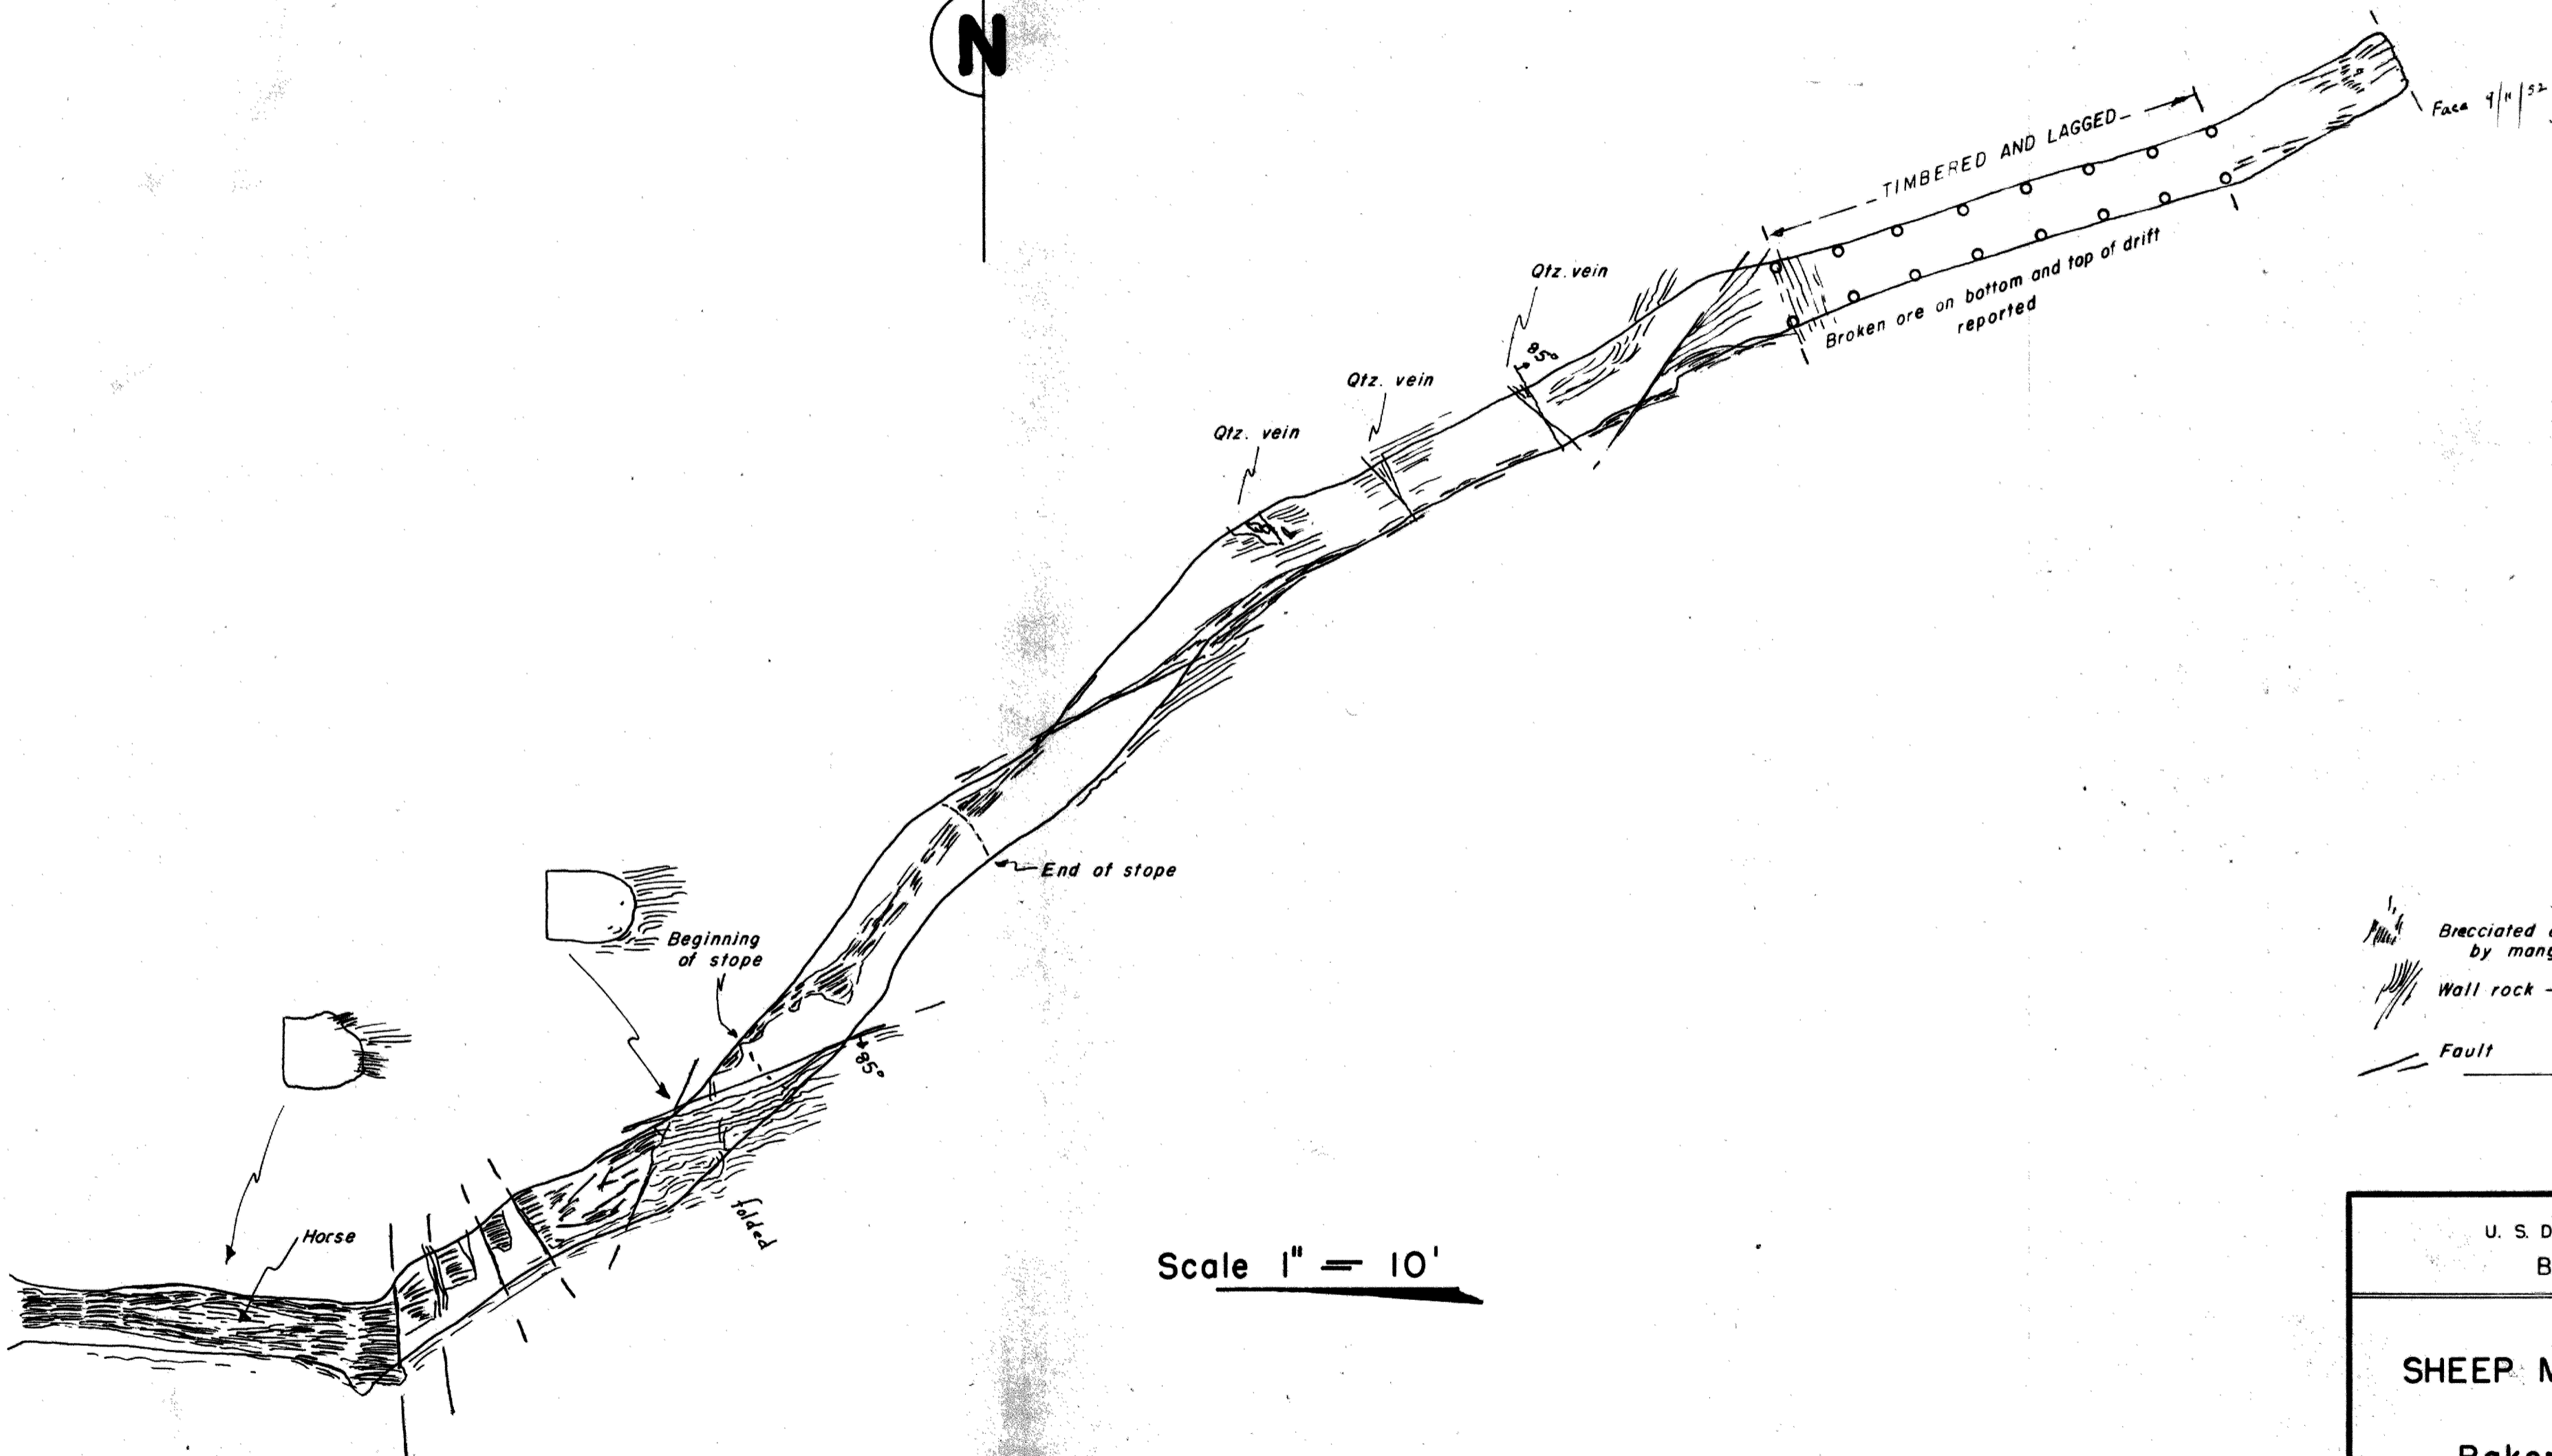 N
Face 9/11/52
TIMBERED AND LAGGED
Qtz. vein
85°
Broken ore on bottom and top of drift
reported
Qtz. vein
Qtz. vein
End of stope
Beginning
of stope
Brecciated
by
Wall rock –
85°
Fault
folded
Horse
Scale 1" = 10'
U. S.
SHEEP